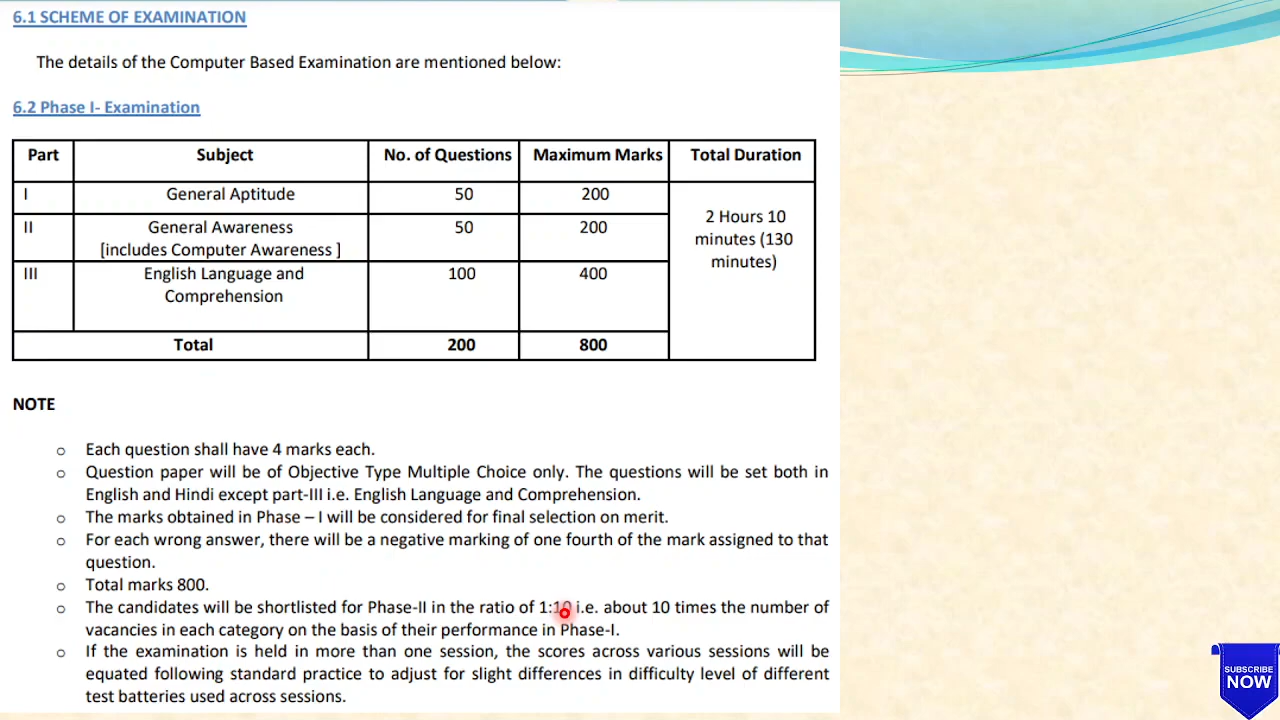 6.1 SCHEME OF EXAMINATION
The details of the Computer Based Examination are mentioned below:
6.2 Phase I- Examination
Part Subject No. of Questions Maximum Marks Total Duration
I General Aptitude 50 200
II General Awareness 50 200
[includes Computer Awareness ]
III English Language and 100 400
Comprehension
2 Hours 10
minutes (130
minutes)
Total 200 800
NOTE
o Each question shall have 4 marks each.
o Question paper will be of Objective Type Multiple Choice only. The questions will be set both in
English and Hindi except part-III i.e. English Language and Comprehension.
o The marks obtained in Phase – I will be considered for final selection on merit.
o For each wrong answer, there will be a negative marking of one fourth of the mark assigned to that
question.
o Total marks 800.
o The candidates will be shortlisted for Phase-II in the ratio of 1:10 i.e. about 10 times the number of
vacancies in each category on the basis of their performance in Phase-I.
o If the examination is held in more than one session, the scores across various sessions will be
equated following standard practice to adjust for slight differences in difficulty level of different
test batteries used across sessions.
SUBSCRIBE
NOW